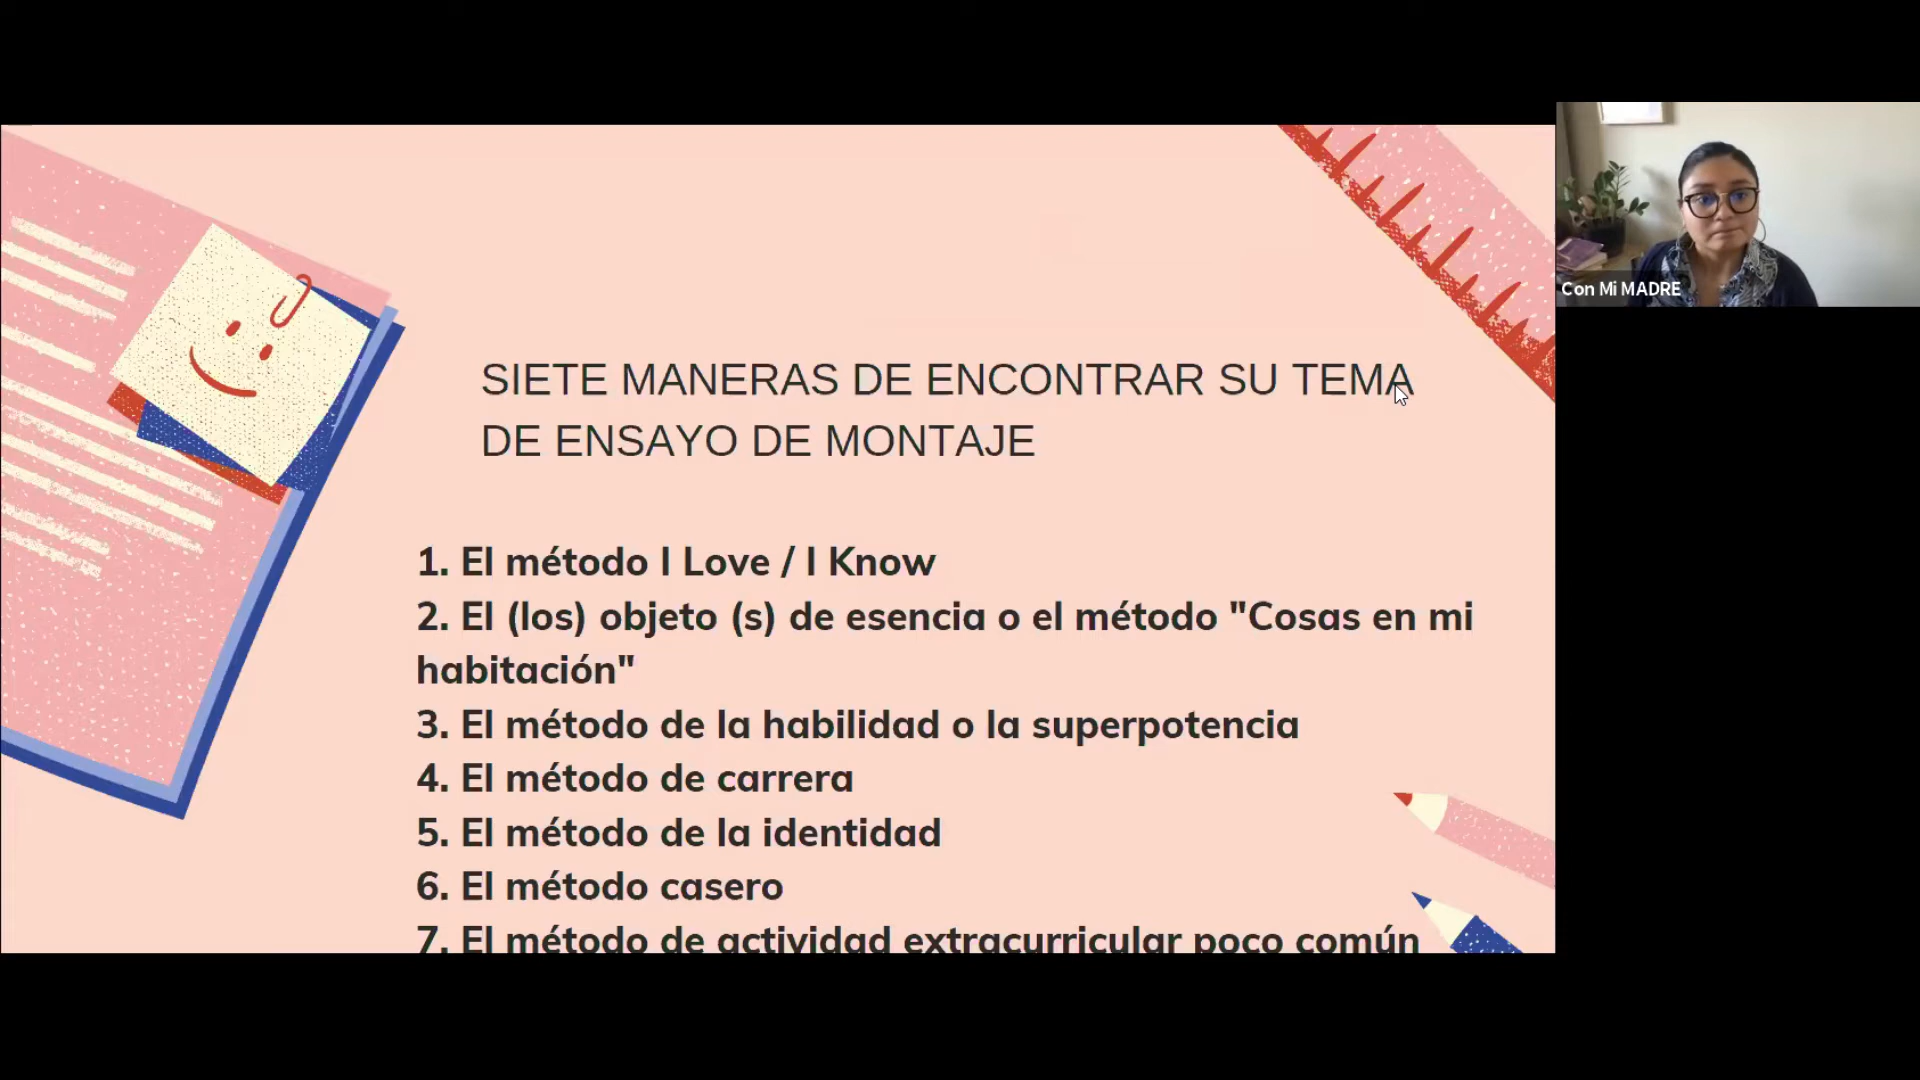 SIETE MANERAS DE ENCONTRAR SU TEMA
DE ENSAYO DE MONTAJE
1. El método I Love / I Know
2. El (los) objeto (s) de esencia o el método "Cosas en mi
habitación"
3. El método de la habilidad o la superpotencia
4. El método de carrera
5. El método de la identidad
6. El método casero
7. El método de actividad extracurricular poco común
Con Mi MADRE